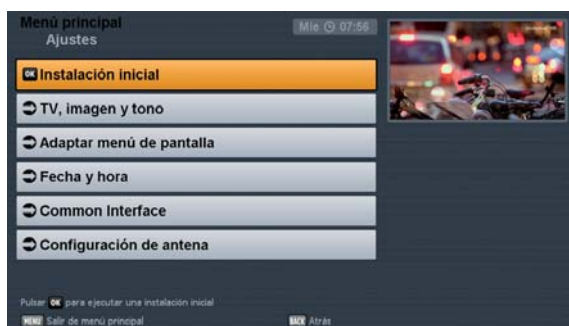 Menú principal
Ajustes
Mie 07:56
OK Instalación inicial
TV, imagen y tono
Adaptar menú de pantalla
Fecha y hora
Common Interface
Configuración de antena
Pulsar OK para ejecutar una instalación inicial
MENU Salir de menú principal
BACK Atrás